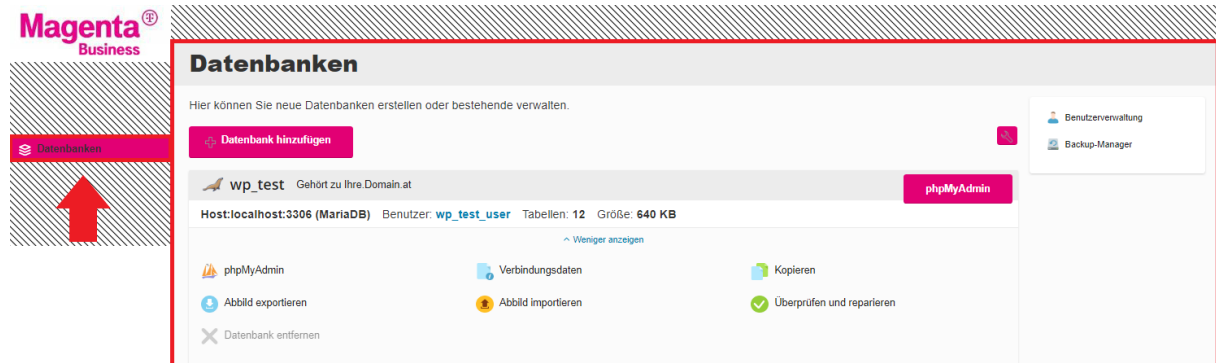 Magenta
Business
Datenbanken
Datenbanken
Hier können Sie neue Datenbanken erstellen oder bestehende verwalten.
Datenbank hinzufügen
Benutzerverwaltung
Backup-Manager
wp_test Gehört zu Ihre.Domain.at
phpMyAdmin
Host:localhost:3306 (MariaDB) Benutzer: wp_test_user Tabellen: 12 Größe: 640 KB
Weniger anzeigen
phpMyAdmin Verbindungsdaten Kopieren
Abbild exportieren Abbild importieren Überprüfen und reparieren
Datenbank entfernen